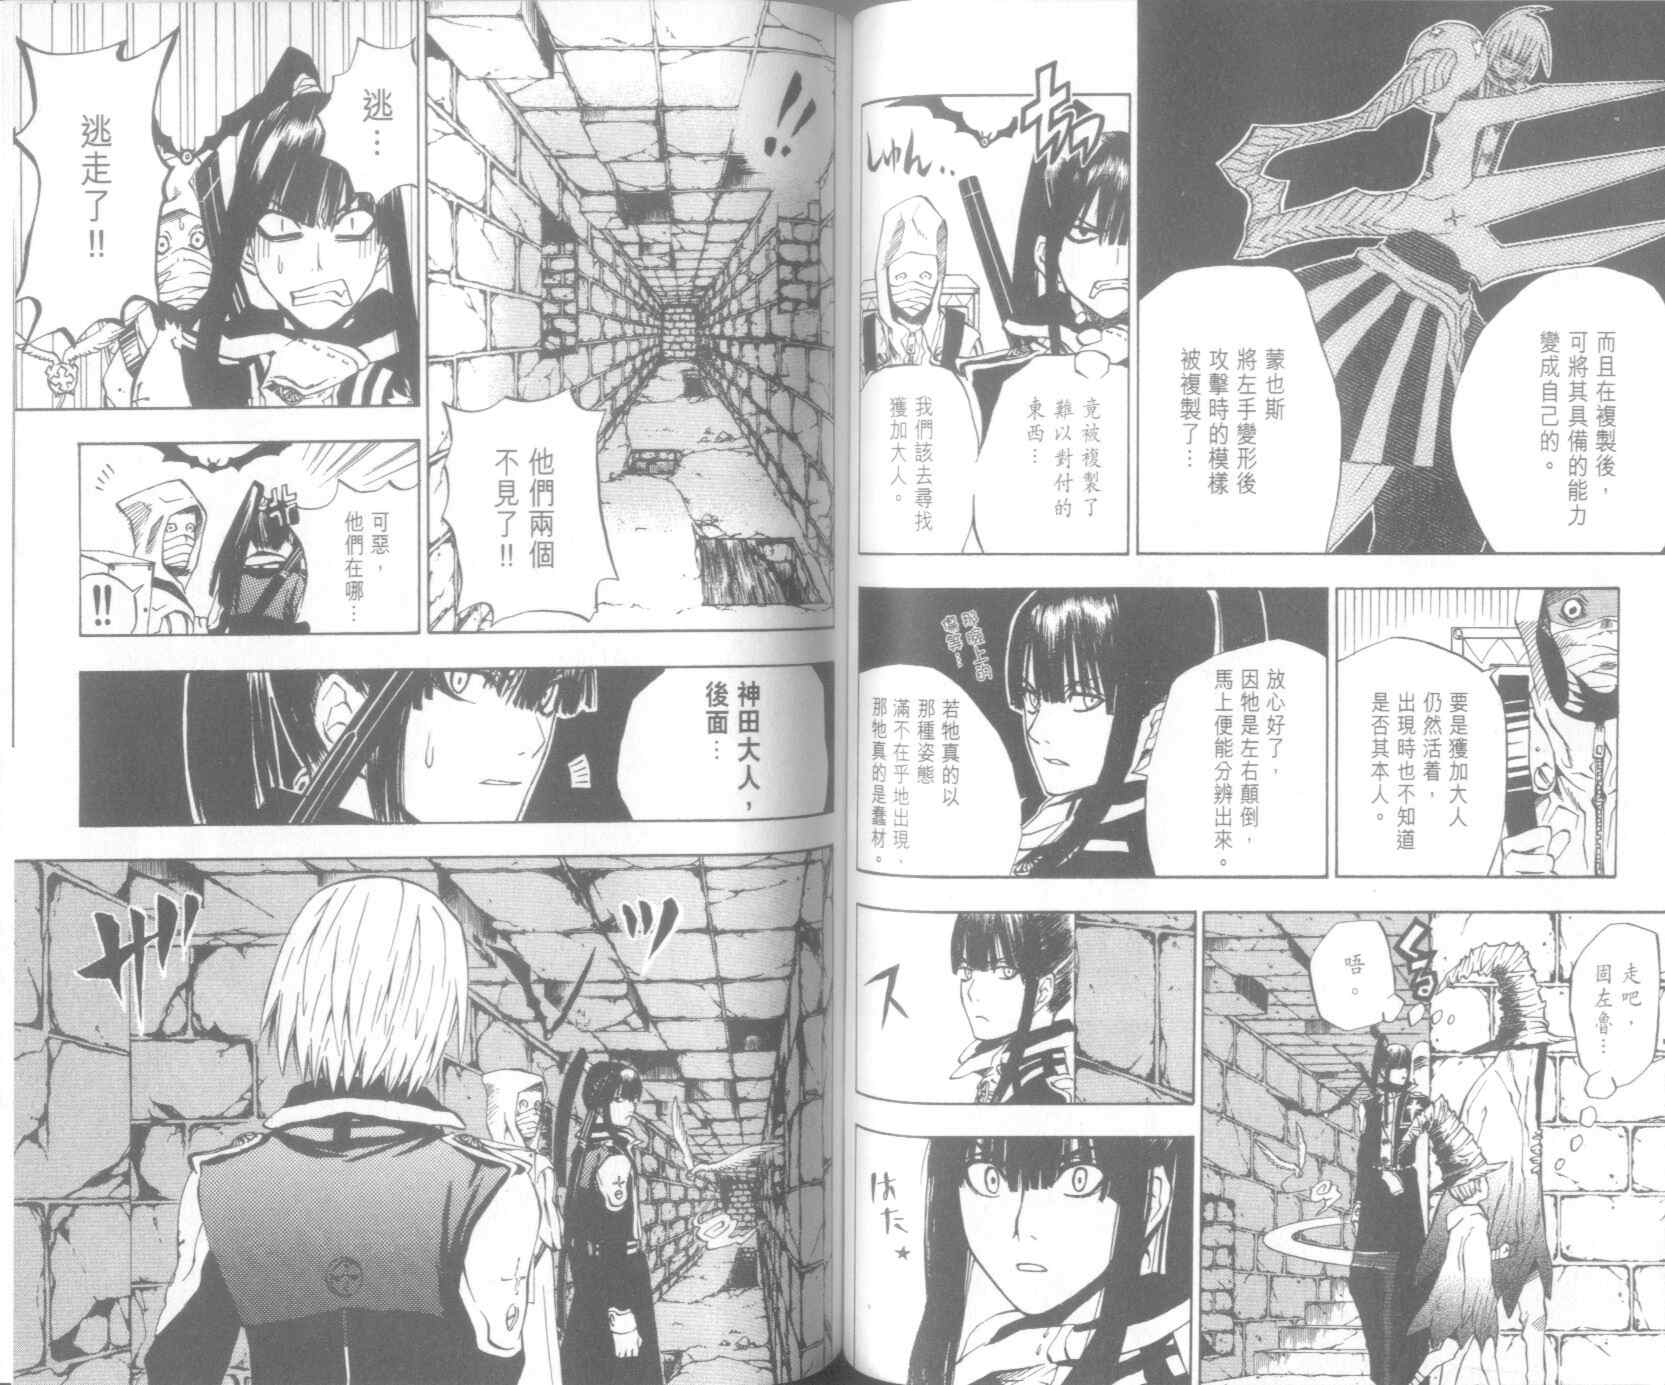 而且在複製後，
可將其具備的能力
變成自己的。
蒙也斯
將左手變形後
攻擊時的模樣
被複製了…
チッ
しゅん…
竟被複製了
難以對付的
東西…
我們該去尋找
獲加大人。
要是獲加大人
仍然活着，
出現時也不知道
是否其本人。
放心好了，
因牠是左右顛倒，
馬上便能分辨出來。
若牠真的以
那種姿態
滿不在乎地出現、
那牠真的是蠢材。
走吧，
固左魯…
唔。
くる
ス
はた★
!!
他們兩個
不見了!!
逃…
逃走了!!
可惡，
他們在哪…
!!
神田大人，
後面…
ザッ